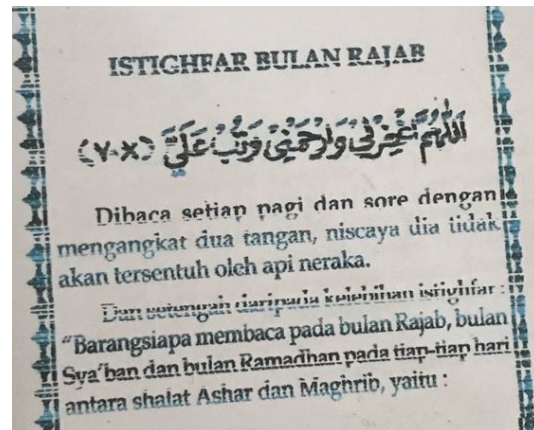 ISTIGHFAR BULAN RAJAB
اَللّٰهُمَّ اغْفِرْلِيْ وَارْحَمْنِيْ وَتُبْ عَلَيَّ (٧٠×)
Dibaca setiap pagi dan sore dengan
mengangkat dua tangan, niscaya dia tidak
akan tersentuh oleh api neraka.
Dan setengah daripada kelebihan istighfar :
“Barangsiapa membaca pada bulan Rajab, bulan
Sya’ban dan bulan Ramadhan pada tiap-tiap hari
antara shalat Ashar dan Maghrib, yaitu :